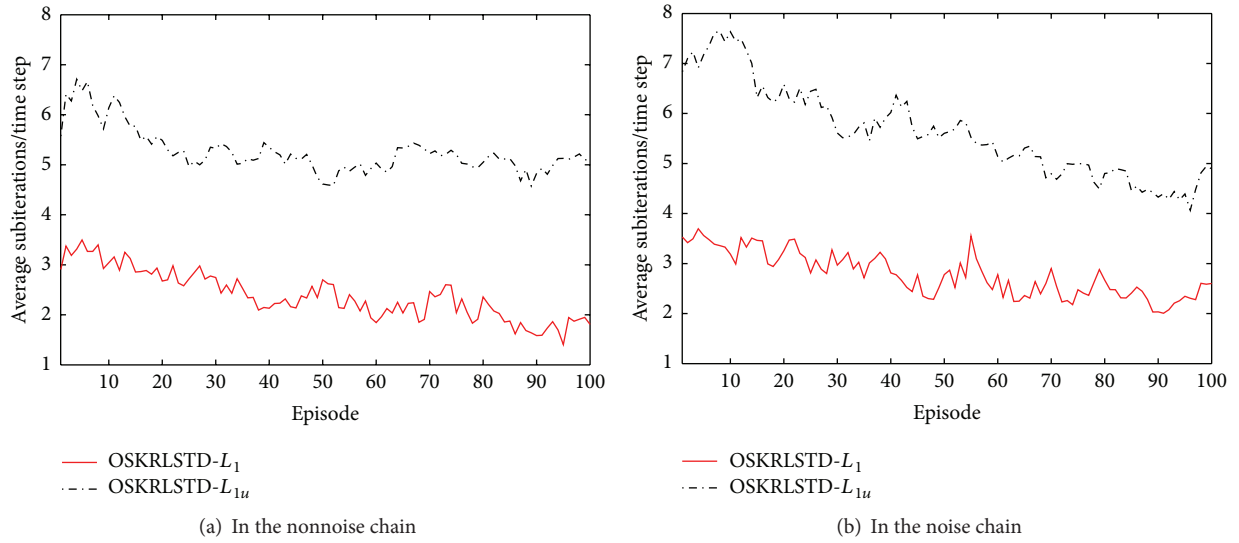 8
7
6
5
4
3
2
1
Average subiterations/time step
10 20 30 40 50 60 70 80 90 100
Episode
OSKRLSTD-L₁
OSKRLSTD-L₁ᵤ
(a) In the nonnoise chain
8
7
6
5
4
3
2
1
Average subiterations/time step
10 20 30 40 50 60 70 80 90 100
Episode
OSKRLSTD-L₁
OSKRLSTD-L₁ᵤ
(b) In the noise chain